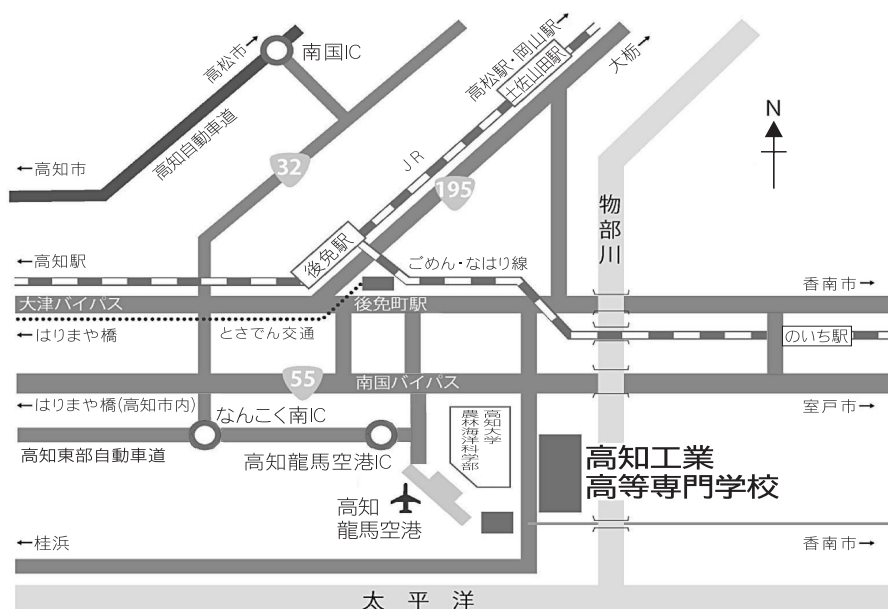 高松市→
南国IC
高松駅・岡山駅→
土佐山田駅
大栃→
N
←高知市
高知自動車道
32
JR
195
物部川
←高知駅
後免駅
ごめん・なはり線
香南市→
大津バイパス
後免町駅
←はりまや橋
とさでん交通
のいち駅
55
南国バイパス
←はりまや橋(高知市内)
なんこく南IC
室戸市→
高知東部自動車道
高知龍馬空港IC
高知大学
農林海洋科学部
高知工業
高等専門学校
高知
龍馬空港
←桂浜
香南市→
太平洋